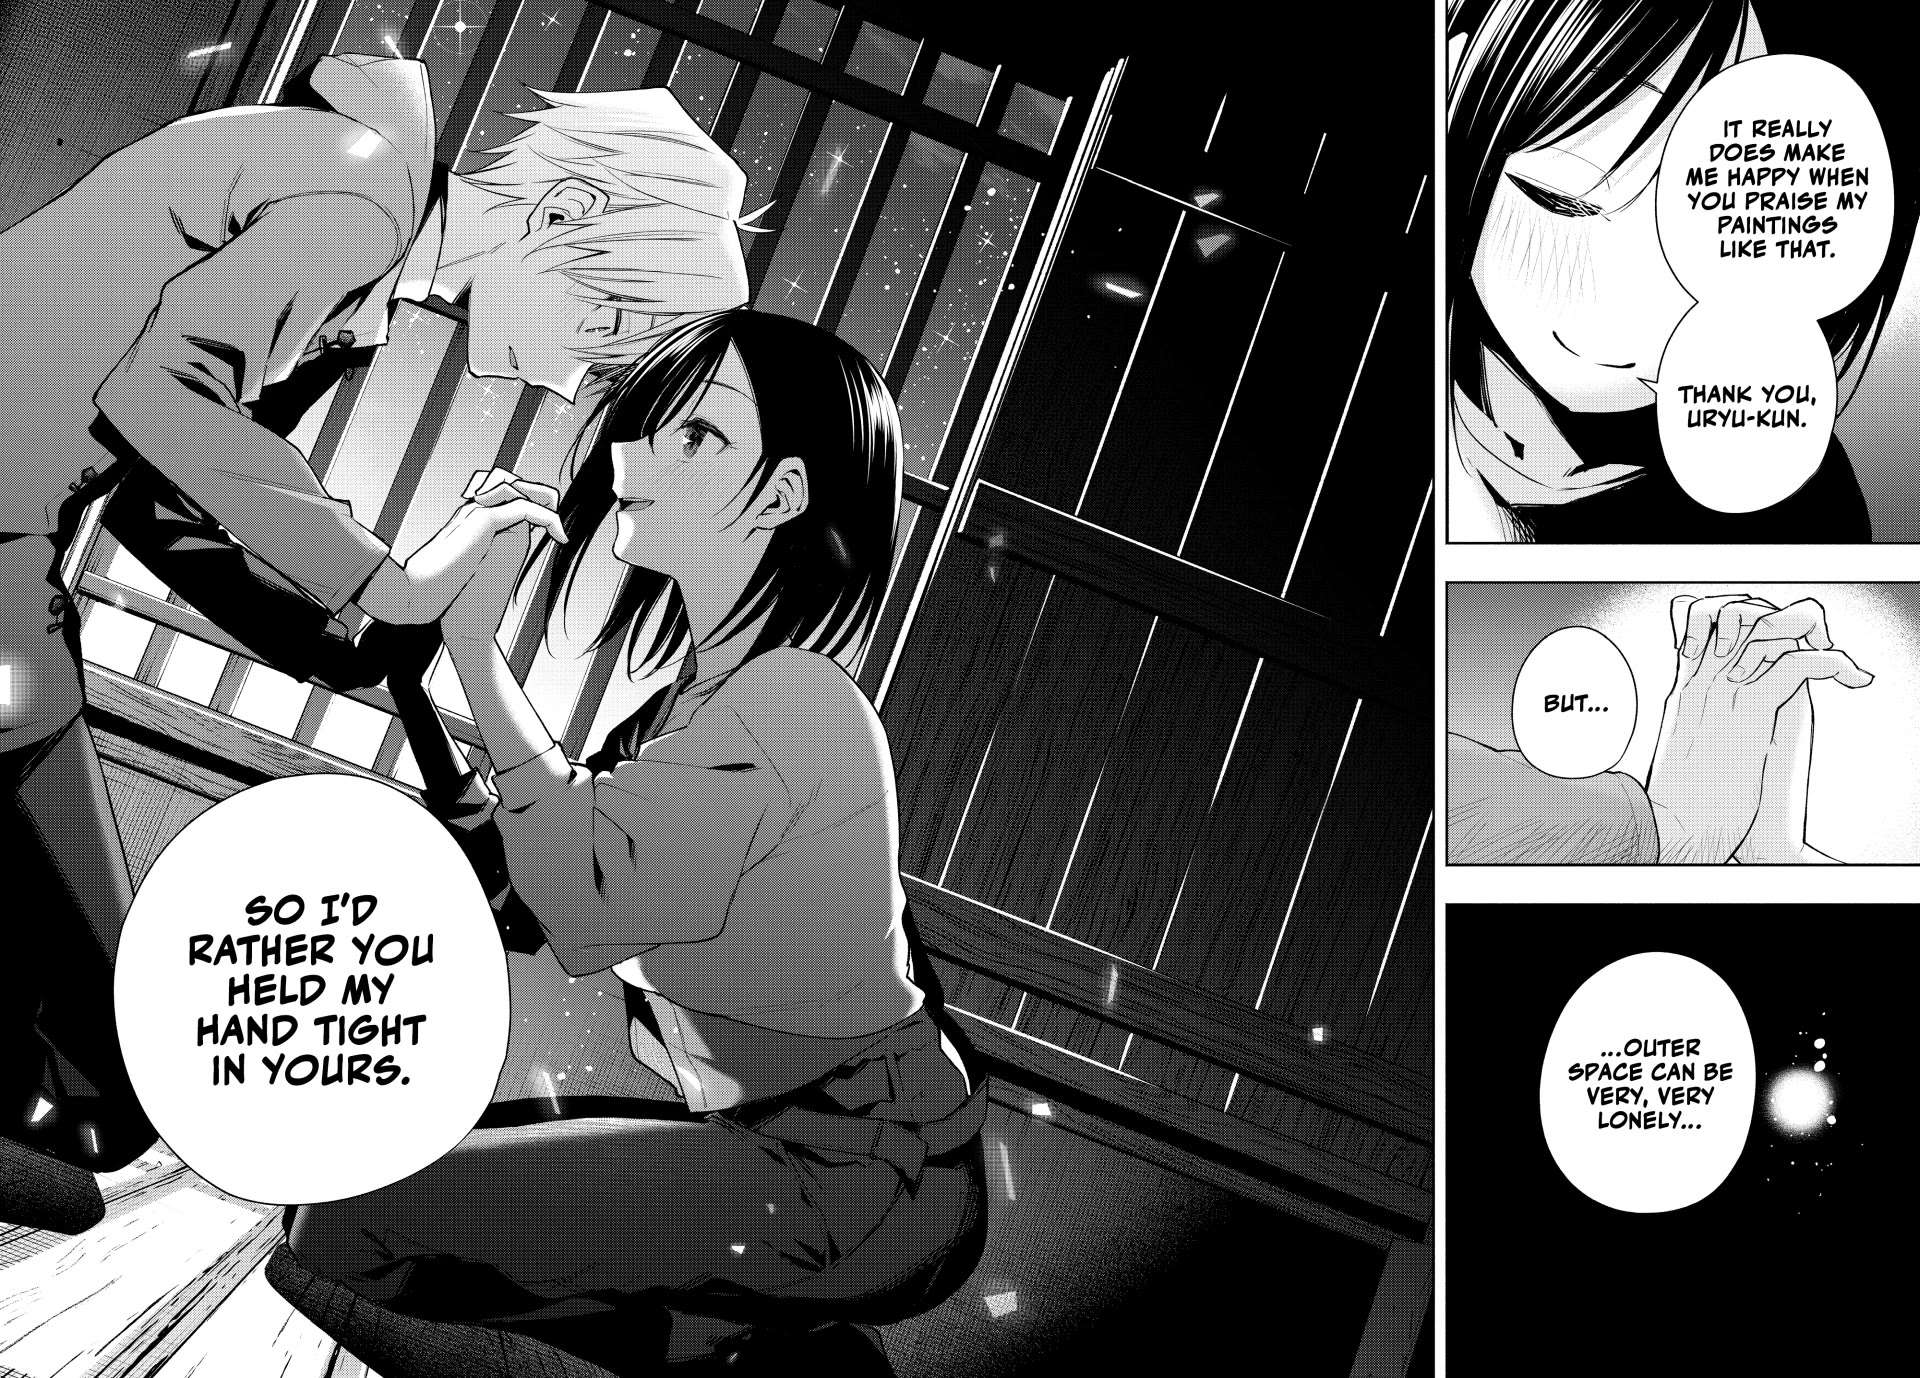 IT REALLY
DOES MAKE
ME HAPPY WHEN
YOU PRAISE MY
PAINTINGS
LIKE THAT.
THANK YOU,
URYU-KUN.
BUT...
...OUTER
SPACE CAN BE
VERY, VERY
LONELY...
SO I'D
RATHER YOU
HELD MY
HAND TIGHT
IN YOURS.